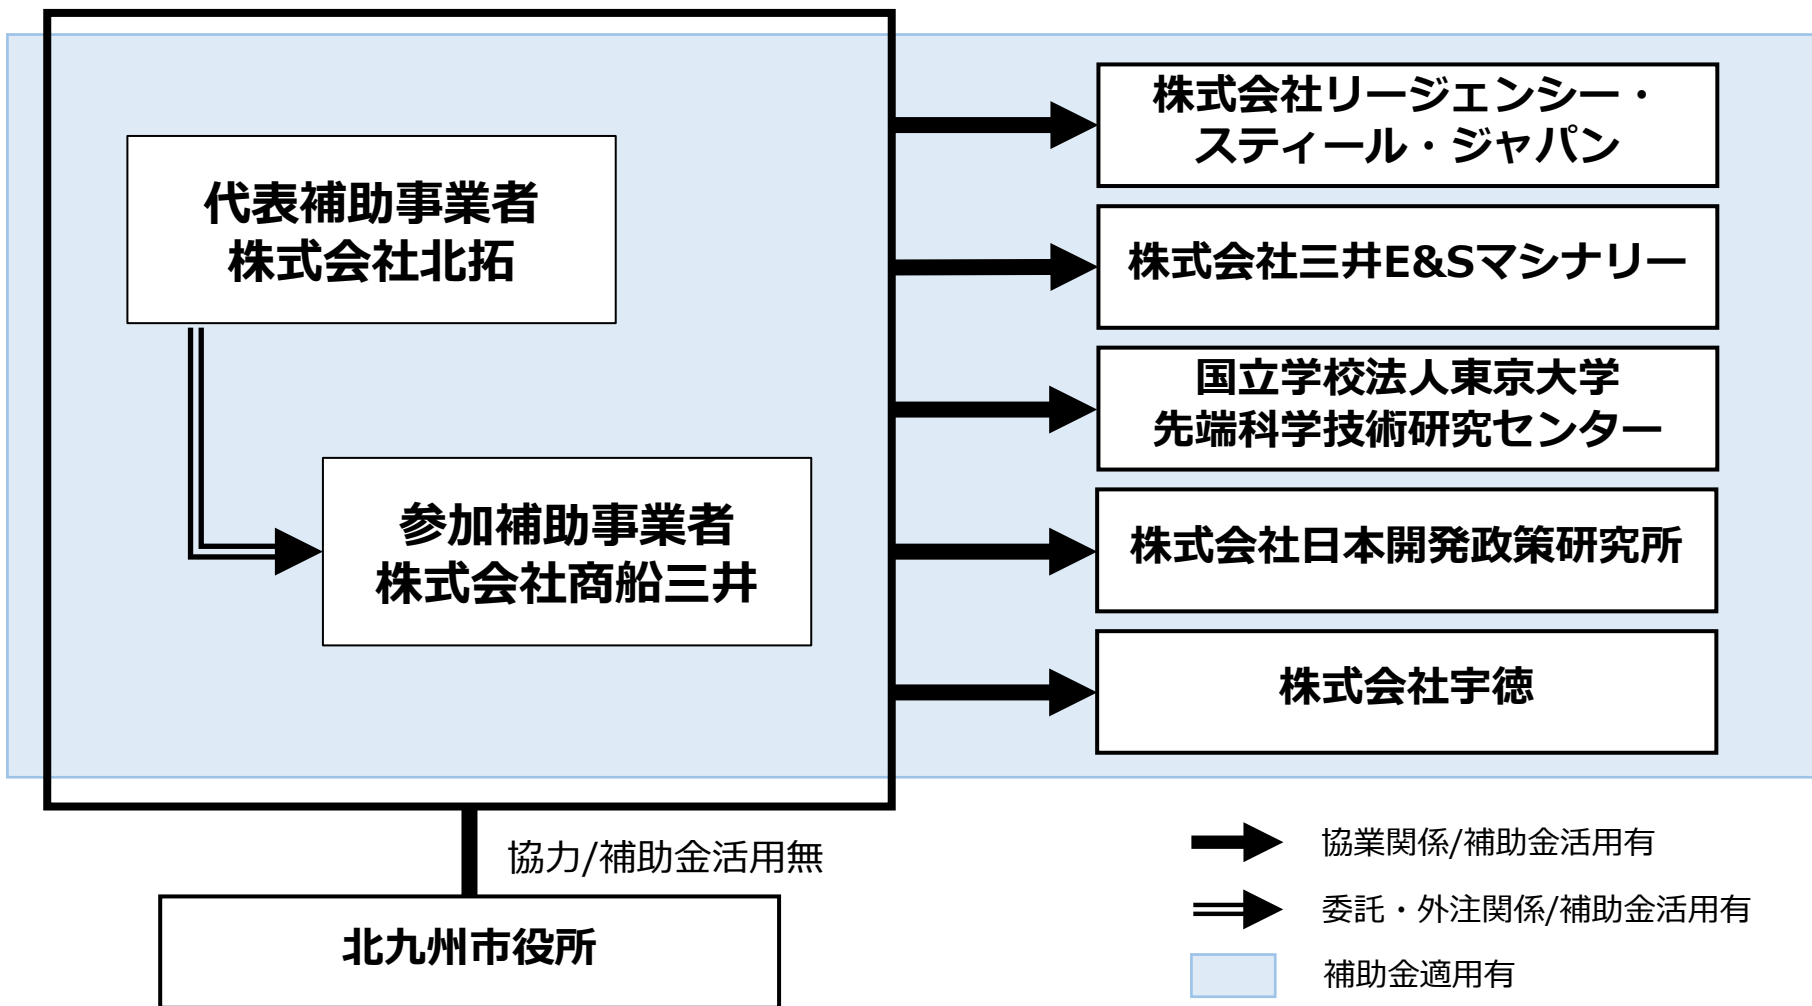 代表補助事業者
株式会社北拓
参加補助事業者
株式会社商船三井
株式会社リージェンシー・
スティール・ジャパン
株式会社三井E&Sマシナリー
国立学校法人東京大学
先端科学技術研究センター
株式会社日本開発政策研究所
株式会社宇徳
協力/補助金活用無
北九州市役所
協業関係/補助金活用有
委託・外注関係/補助金活用有
補助金適用有